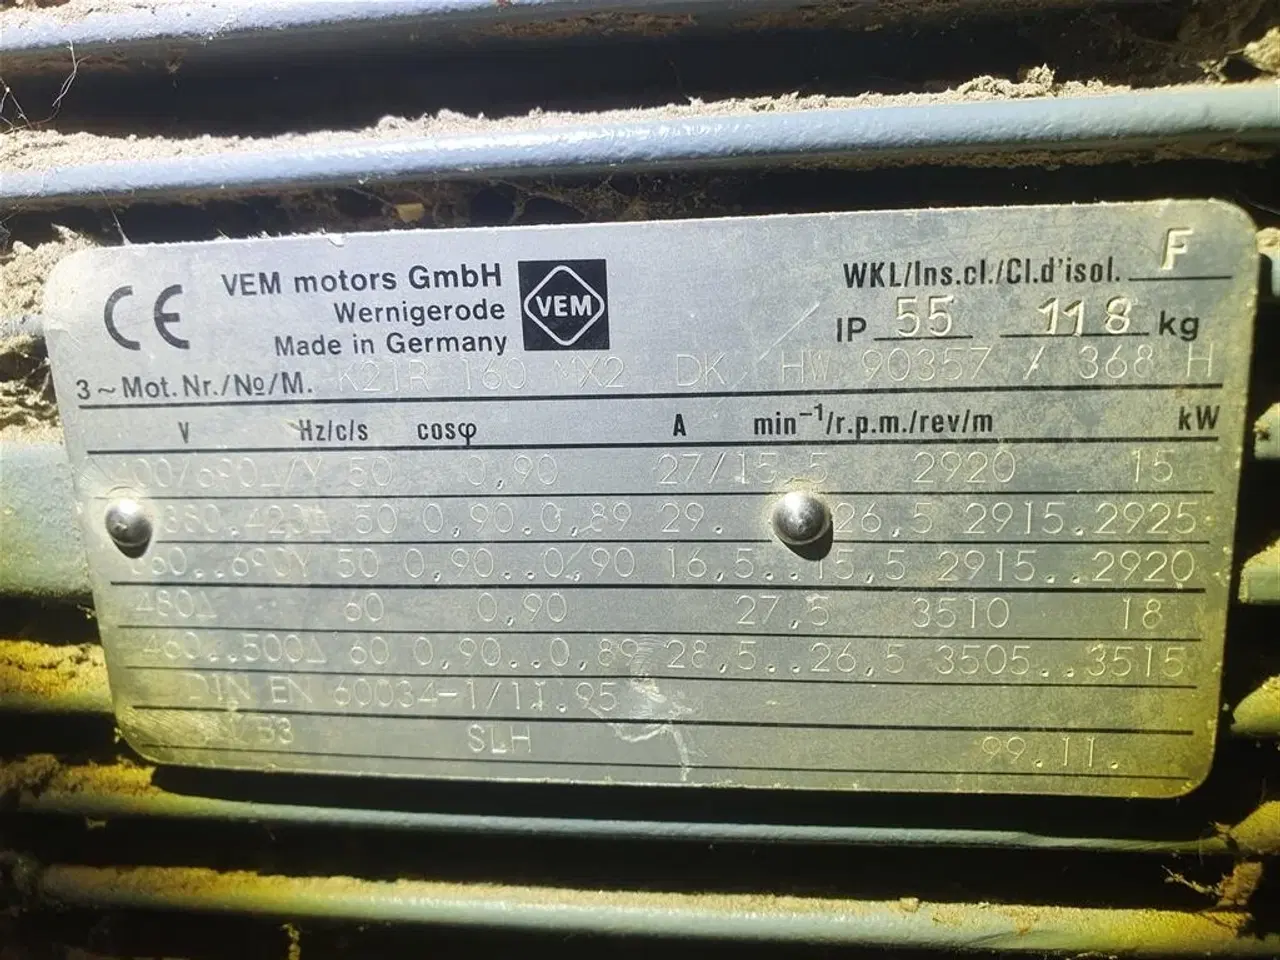 CE
VEM motors GmbH
Wernigerode
Made in Germany
VEM
WKL/Ins.cl./Cl.d'isol. F
IP 55 118 kg
3~Mot.Nr./№/M. K21R 160 MX2 DK HW 90357 / 368 H
V Hz/c/s cosφ A min⁻¹/r.p.m./rev/m kW
400/690Δ/Y 50 0,90 27/15,5 2920 15
380..420Δ 50 0,90..0,89 29. 26,5 2915..2925
660..690Y 50 0,90..0,90 16,5..15,5 2915..2920
480Δ 60 0,90 27,5 3510 18
460..500Δ 60 0,90..0,89 28,5..26,5 3505..3515
DIN EN 60034-1/11.95
B3 SLH 99.11.